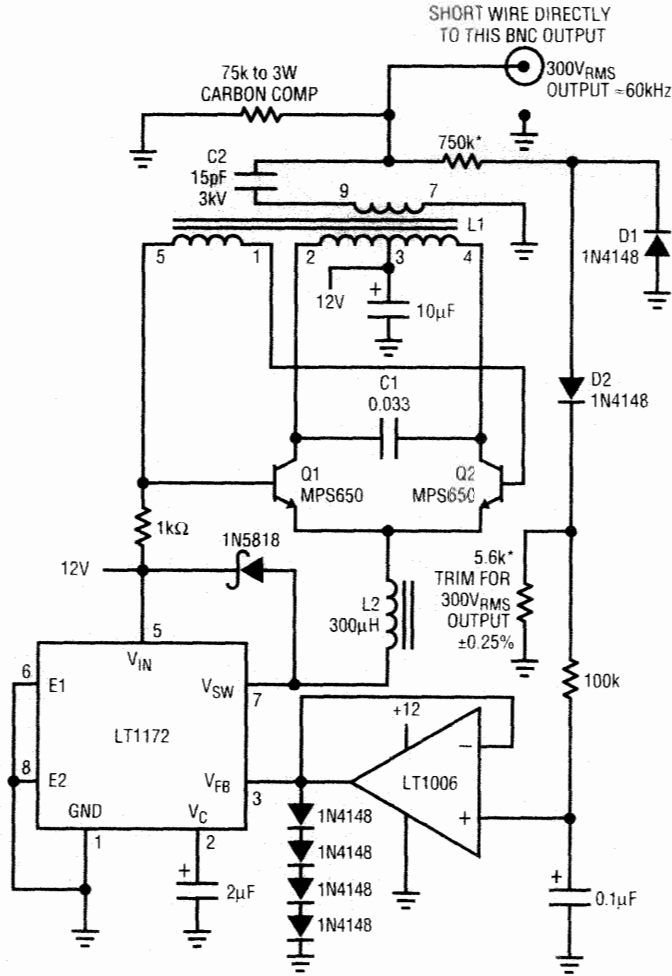 SHORT WIRE DIRECTLY
TO THIS BNC OUTPUT
75k to 3W
CARBON COMP
300VRMS
OUTPUT ≈60kHz
750k*
C2
15pF
3kV
9
7
L1
D1
1N4148
5
1
2
3
4
12V
+
10µF
C1
0.033
D2
1N4148
Q1
MPS650
Q2
MPS650
1kΩ
1N5818
12V
L2
300µH
5.6k*
TRIM FOR
300VRMS
OUTPUT
±0.25%
5
VIN
6
E1
VSW
7
100k
LT1172
+12
−
8
E2
VFB
3
LT1006
+
GND
VC
1
2
1N4148
1N4148
1N4148
1N4148
+
2µF
+
0.1µF